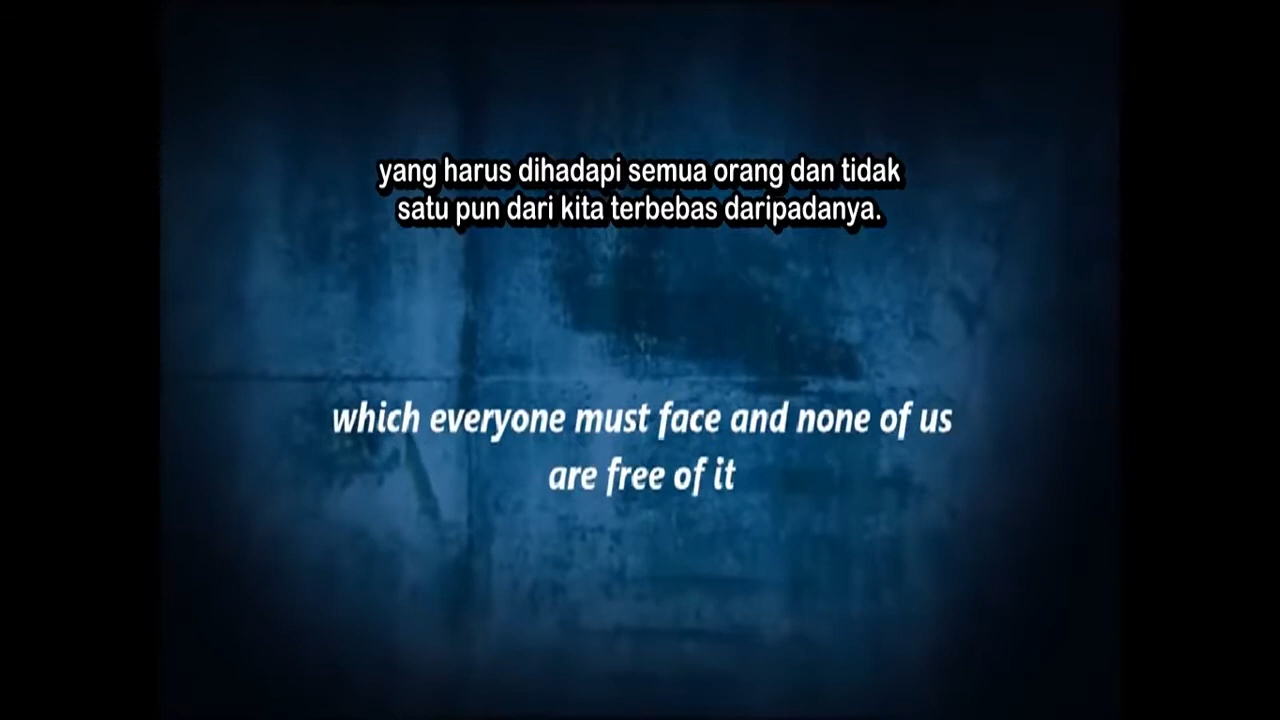 yang harus dihadapi semua orang dan tidak
satu pun dari kita terbebas daripadanya.
which everyone must face and none of us
are free of it